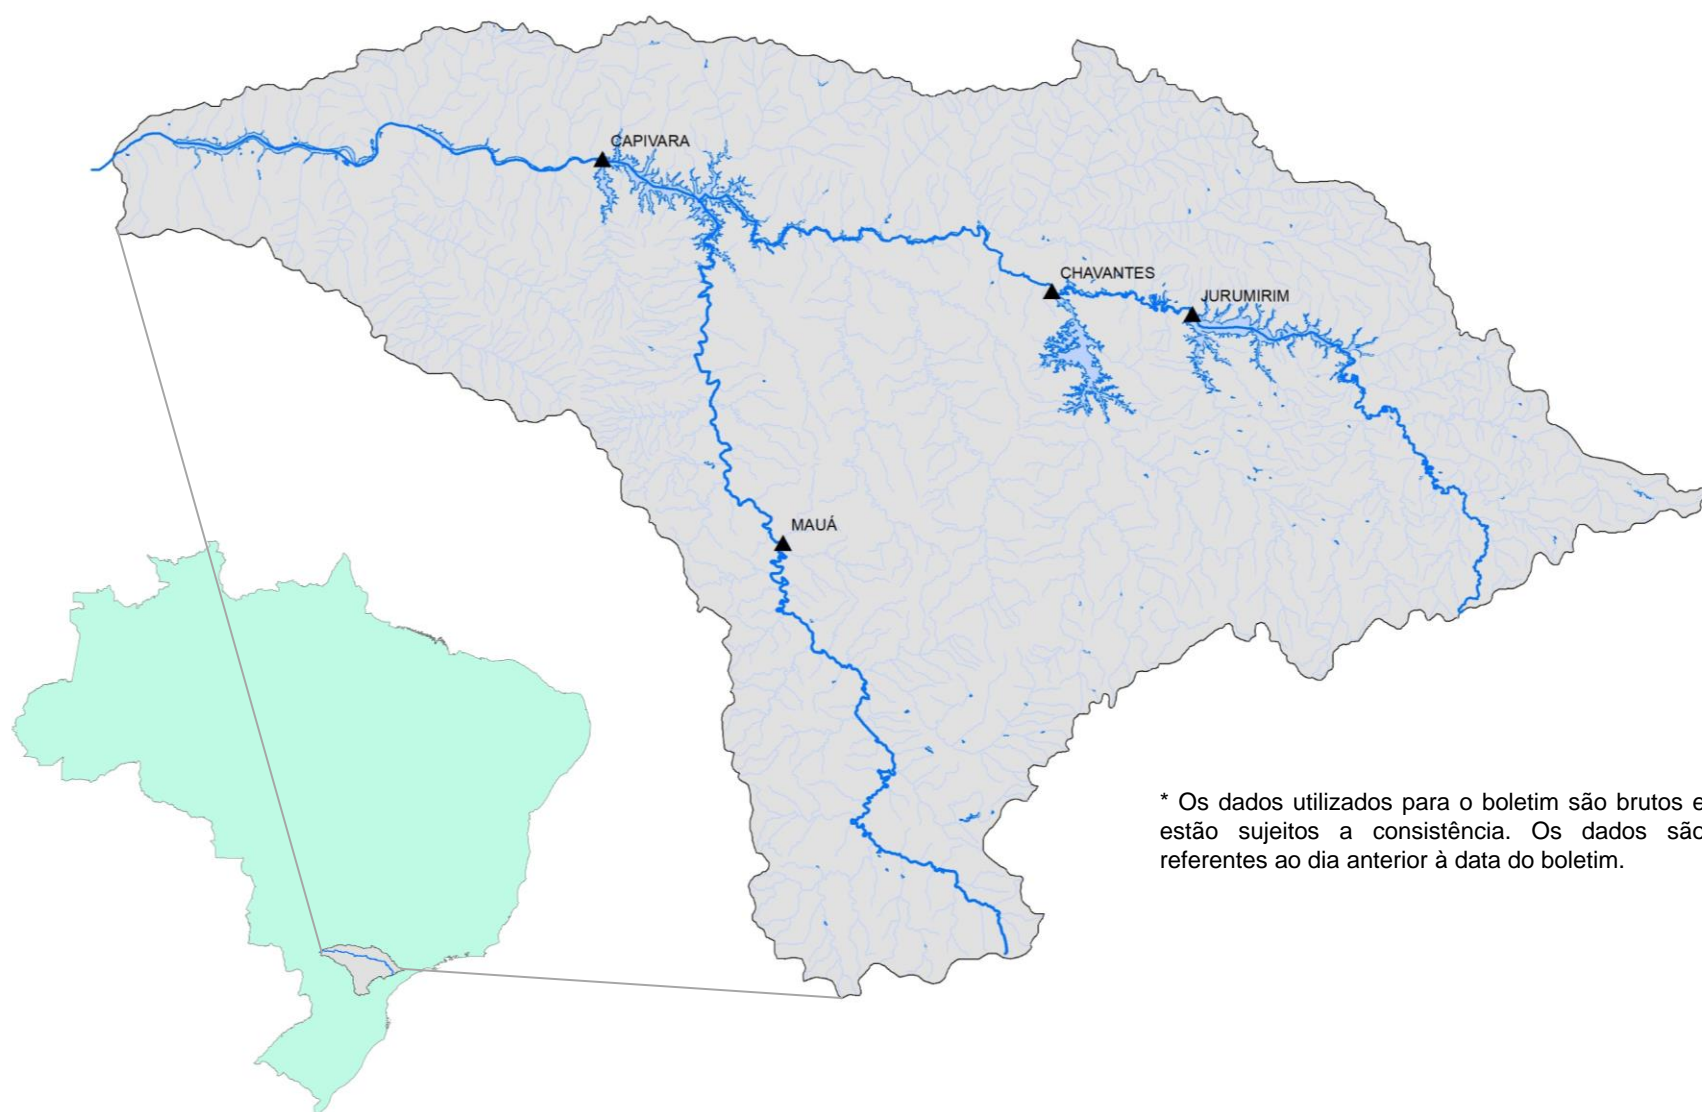 CAPIVARA
CHAVANTES
JURUMIRIM
MAUÁ
* Os dados utilizados para o boletim são brutos e
estão sujeitos a consistência. Os dados são
referentes ao dia anterior à data do boletim.